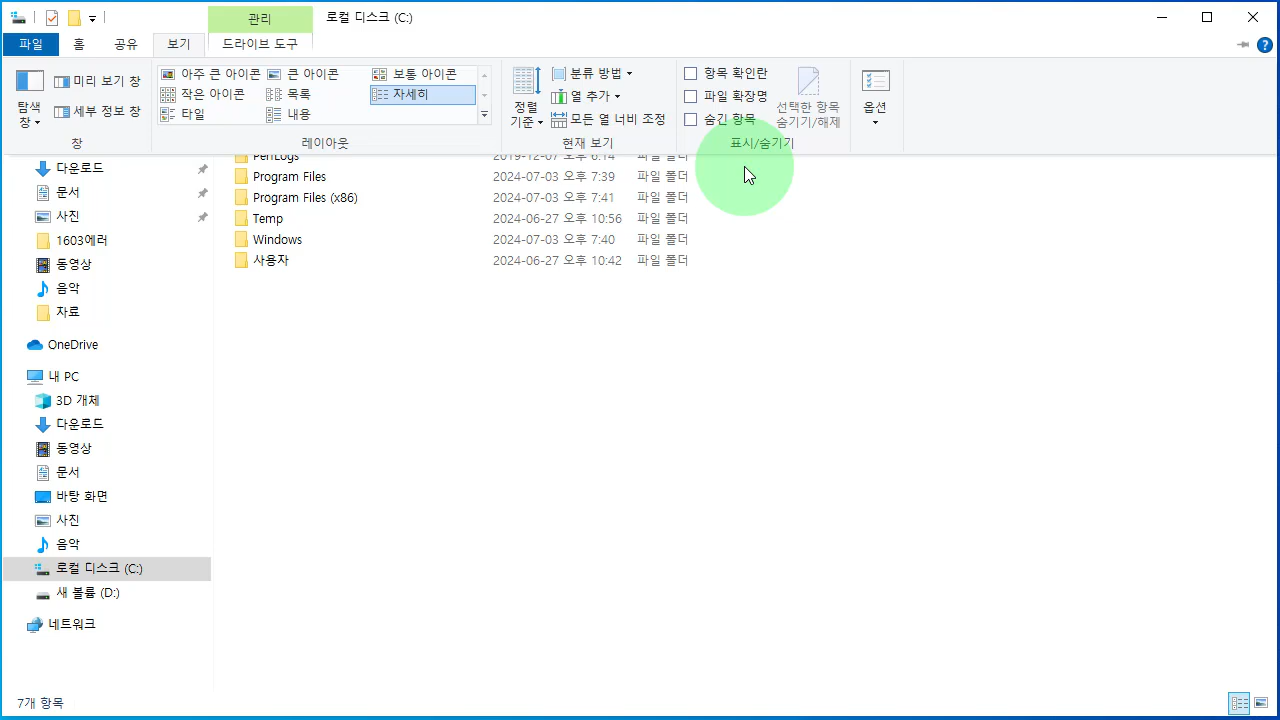 관리
로컬 디스크 (C:)
파일
홈
공유
보기
드라이브 도구
탐색
창
미리 보기 창
세부 정보 창
창
아주 큰 아이콘
큰 아이콘
보통 아이콘
작은 아이콘
목록
자세히
타일
내용
레이아웃
정렬
기준
분류 방법
열 추가
모든 열 너비 조정
현재 보기
항목 확인란
파일 확장명
숨긴 항목
선택한 항목
숨기기/해제
표시/숨기기
옵션
다운로드
문서
사진
1603에러
동영상
음악
자료
OneDrive
내 PC
3D 개체
다운로드
동영상
문서
바탕 화면
사진
음악
로컬 디스크 (C:)
새 볼륨 (D:)
네트워크
PerfLogs 2019-12-07 오후 6:14 파일 폴더
Program Files 2024-07-03 오후 7:39 파일 폴더
Program Files (x86) 2024-07-03 오후 7:41 파일 폴더
Temp 2024-06-27 오후 10:56 파일 폴더
Windows 2024-07-03 오후 7:40 파일 폴더
사용자 2024-06-27 오후 10:42 파일 폴더
7개 항목